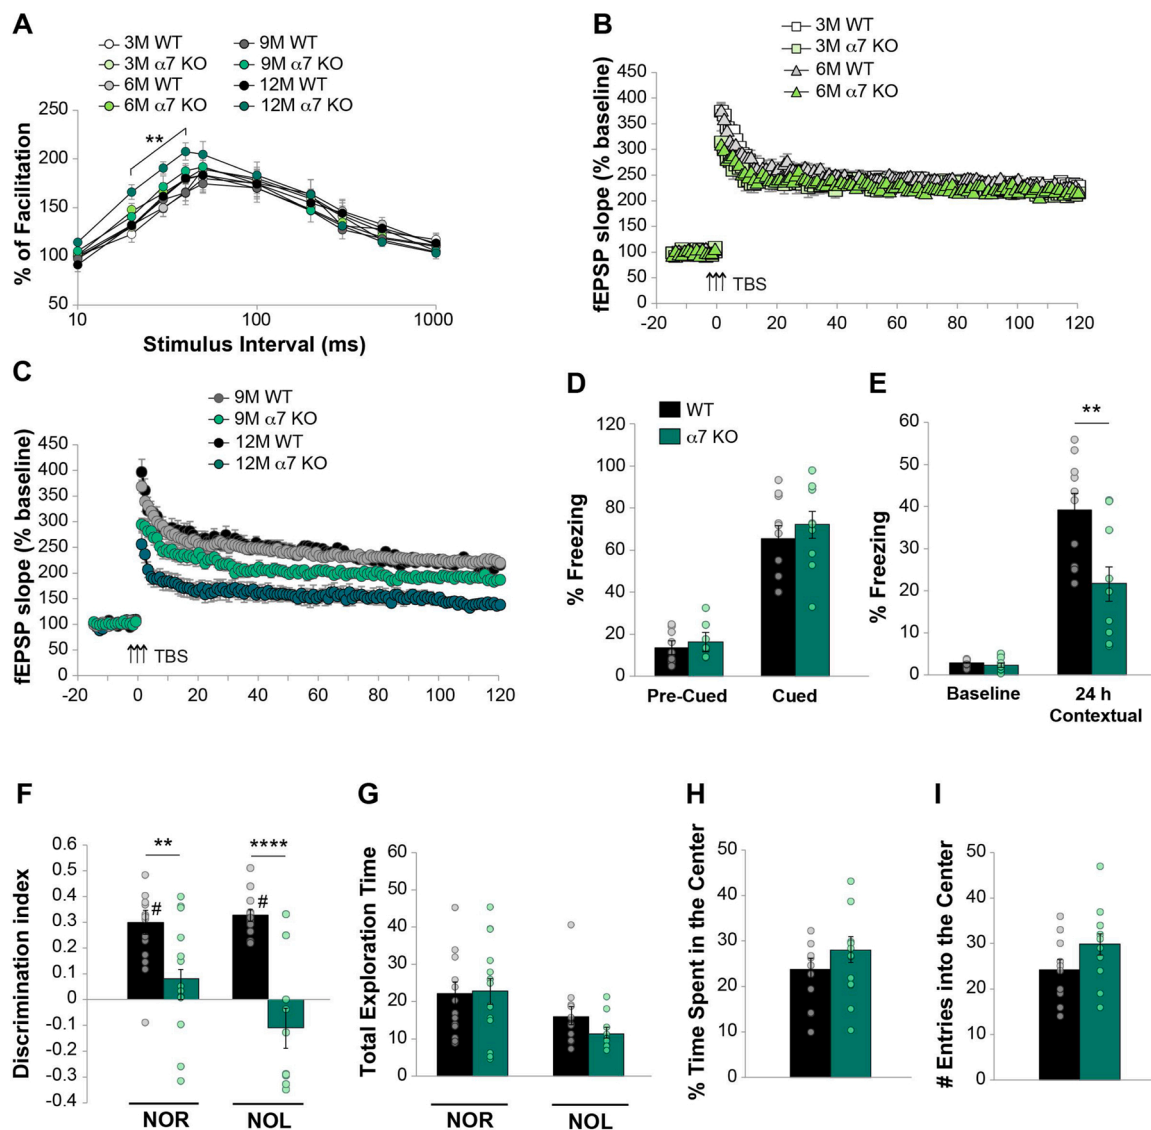 A
3M WT
3M α7 KO
6M WT
6M α7 KO
9M WT
9M α7 KO
12M WT
12M α7 KO
% of Facilitation
250
200
150
100
50
**
10
100
1000
Stimulus Interval (ms)
B
3M WT
3M α7 KO
6M WT
6M α7 KO
fEPSP slope (% baseline)
450
400
350
300
250
200
150
100
50
0
↑↑↑ TBS
-20
0
20
40
60
80
100
120
C
9M WT
9M α7 KO
12M WT
12M α7 KO
fEPSP slope (% baseline)
450
400
350
300
250
200
150
100
50
0
↑↑↑ TBS
-20
0
20
40
60
80
100
120
D
WT
α7 KO
% Freezing
120
100
80
60
40
20
0
Pre-Cued
Cued
E
% Freezing
60
50
40
30
20
10
0
**
Baseline
24 h
Contextual
F
Discrimination index
0.6
0.5
0.4
0.3
0.2
0.1
0
-0.1
-0.2
-0.3
-0.4
**
****
#
#
NOR
NOL
G
Total Exploration Time
60
50
40
30
20
10
0
NOR
NOL
H
% Time Spent in the Center
50
40
30
20
10
0
I
# Entries into the Center
50
40
30
20
10
0